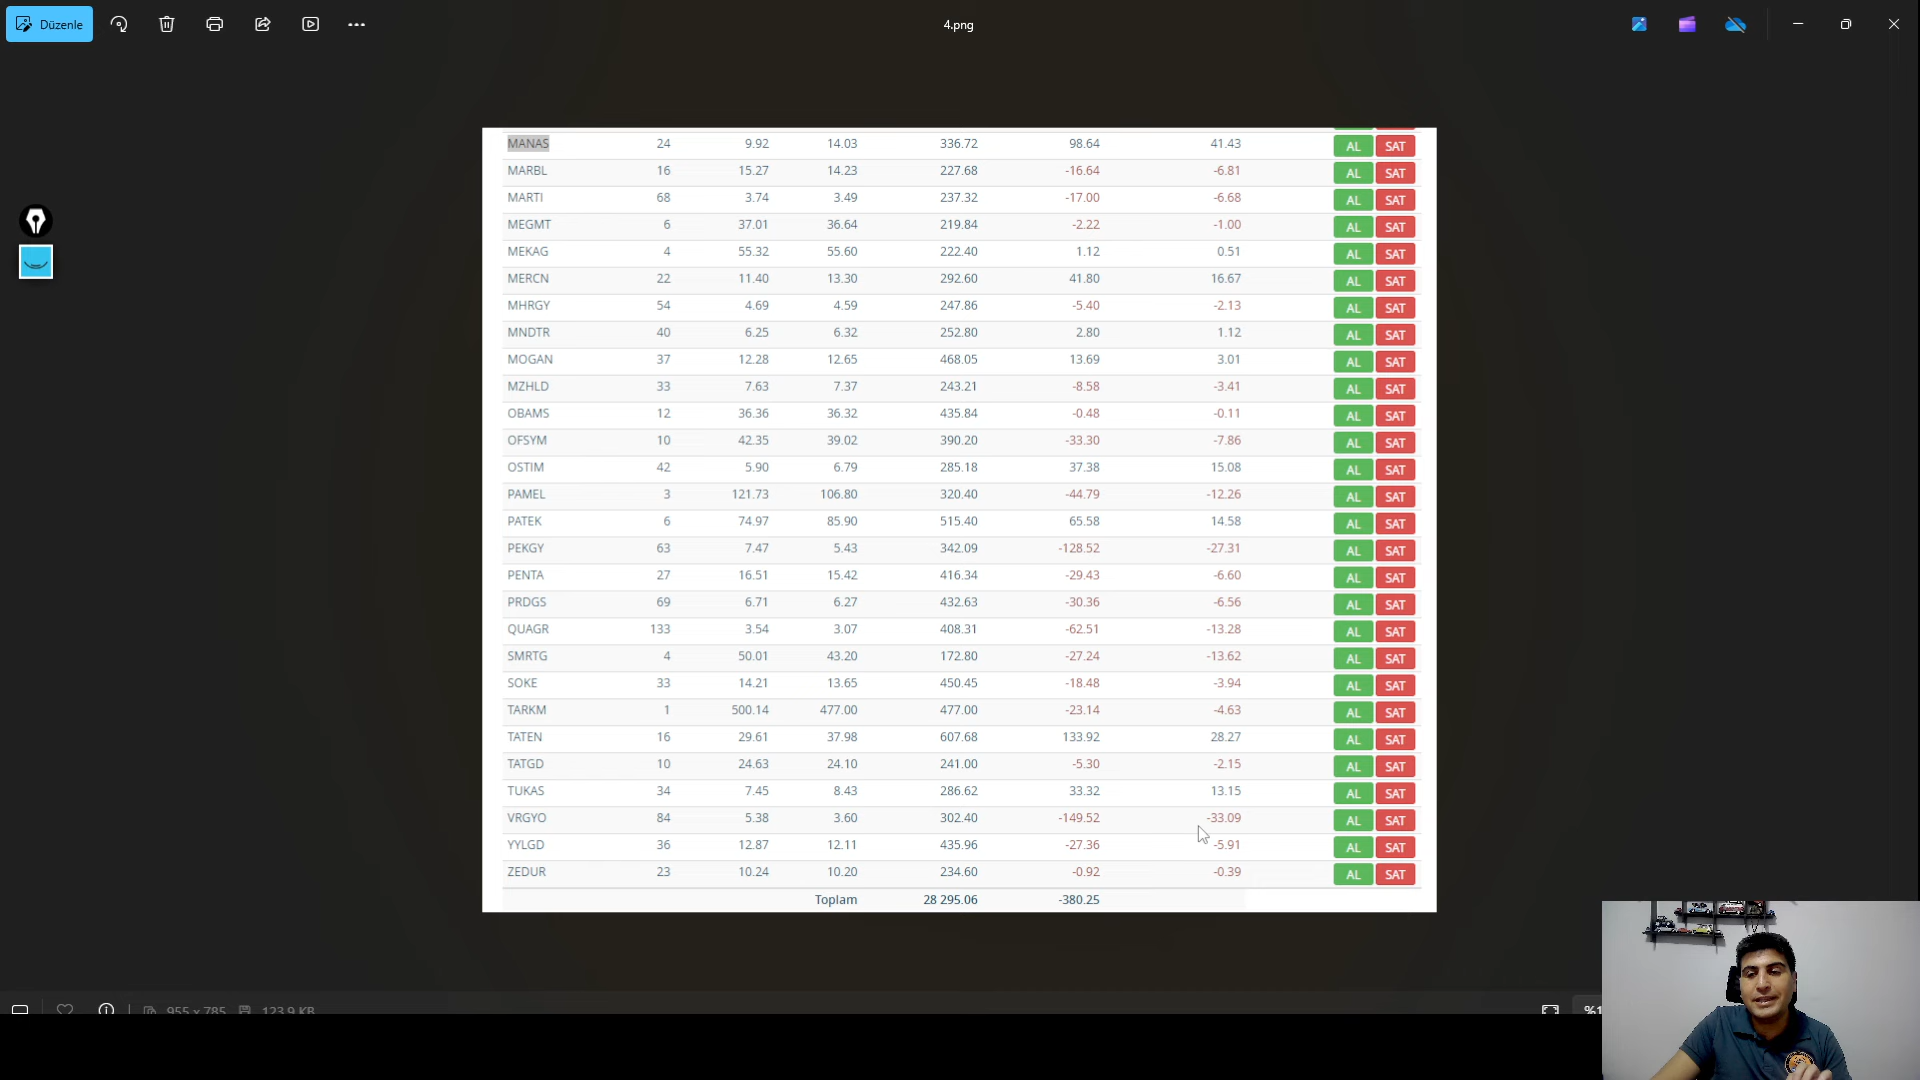 Düzenle
4.png
MANAS 24 9.92 14.03 336.72 98.64 41.43 AL SAT
MARBL 16 15.27 14.23 227.68 -16.64 -6.81 AL SAT
MARTI 68 3.74 3.49 237.32 -17.00 -6.68 AL SAT
MEGMT 6 37.01 36.64 219.84 -2.22 -1.00 AL SAT
MEKAG 4 55.32 55.60 222.40 1.12 0.51 AL SAT
MERCN 22 11.40 13.30 292.60 41.80 16.67 AL SAT
MHRGY 54 4.69 4.59 247.86 -5.40 -2.13 AL SAT
MNDTR 40 6.25 6.32 252.80 2.80 1.12 AL SAT
MOGAN 37 12.28 12.65 468.05 13.69 3.01 AL SAT
MZHLD 33 7.63 7.37 243.21 -8.58 -3.41 AL SAT
OBAMS 12 36.36 36.32 435.84 -0.48 -0.11 AL SAT
OFSYM 10 42.35 39.02 390.20 -33.30 -7.86 AL SAT
OSTIM 42 5.90 6.79 285.18 37.38 15.08 AL SAT
PAMEL 3 121.73 106.80 320.40 -44.79 -12.26 AL SAT
PATEK 6 74.97 85.90 515.40 65.58 14.58 AL SAT
PEKGY 63 7.47 5.43 342.09 -128.52 -27.31 AL SAT
PENTA 27 16.51 15.42 416.34 -29.43 -6.60 AL SAT
PRDGS 69 6.71 6.27 432.63 -30.36 -6.56 AL SAT
QUAGR 133 3.54 3.07 408.31 -62.51 -13.28 AL SAT
SMRTG 4 50.01 43.20 172.80 -27.24 -13.62 AL SAT
SOKE 33 14.21 13.65 450.45 -18.48 -3.94 AL SAT
TARKM 1 500.14 477.00 477.00 -23.14 -4.63 AL SAT
TATEN 16 29.61 37.98 607.68 133.92 28.27 AL SAT
TATGD 10 24.63 24.10 241.00 -5.30 -2.15 AL SAT
TUKAS 34 7.45 8.43 286.62 33.32 13.15 AL SAT
VRGYO 84 5.38 3.60 302.40 -149.52 -33.09 AL SAT
YYLGD 36 12.87 12.11 435.96 -27.36 -5.91 AL SAT
ZEDUR 23 10.24 10.20 234.60 -0.92 -0.39 AL SAT
Toplam 28 295.06 -380.25
955 x 785 123.9 KB